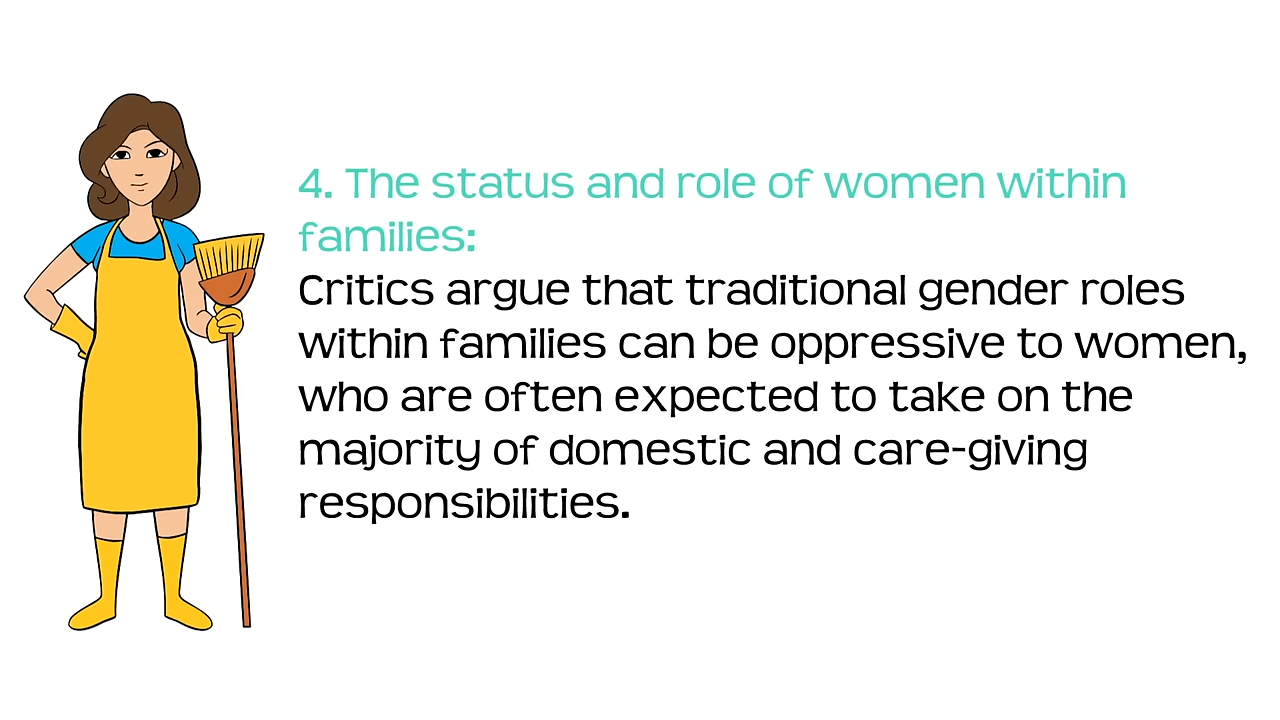 4. The status and role of women within
families:
Critics argue that traditional gender roles
within families can be oppressive to women,
who are often expected to take on the
majority of domestic and care-giving
responsibilities.